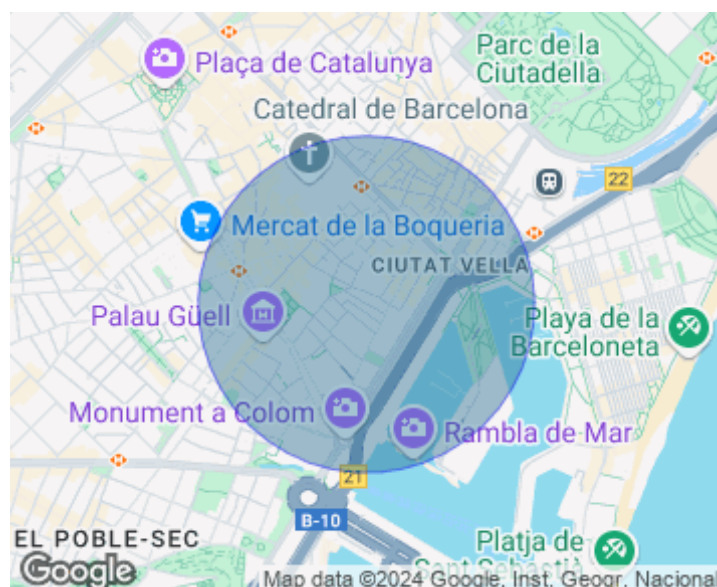 Parc de la
Ciutadella
Plaça de Catalunya
Catedral de Barcelona
22
Mercat de la Boqueria
CIUTAT VELLA
Palau Güell
Playa de la
Barceloneta
Monument a Colom
Rambla de Mar
21
B-10
EL POBLE-SEC
Platja de
Sant Sebastià
Google
Map data ©2024 Google, Inst. Geogr. Nacional